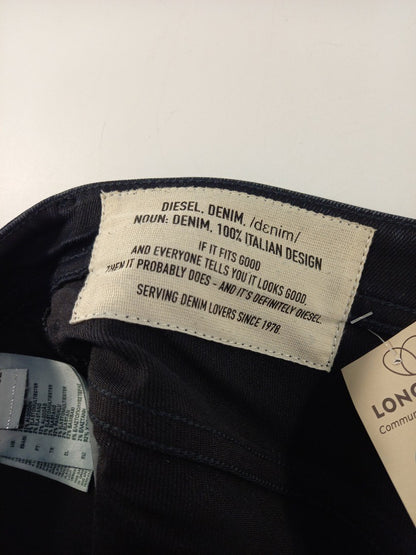 DIESEL, DENIM, /dɛnim/
NOUN: DENIM, 100% ITALIAN DESIGN
IF IT FITS GOOD
AND EVERYONE TELLS YOU IT LOOKS GOOD,
THEN IT PROBABLY DOES - AND IT'S DEFINITELY DIESEL.
SERVING DENIM LOVERS SINCE 1978
LONG
Commun